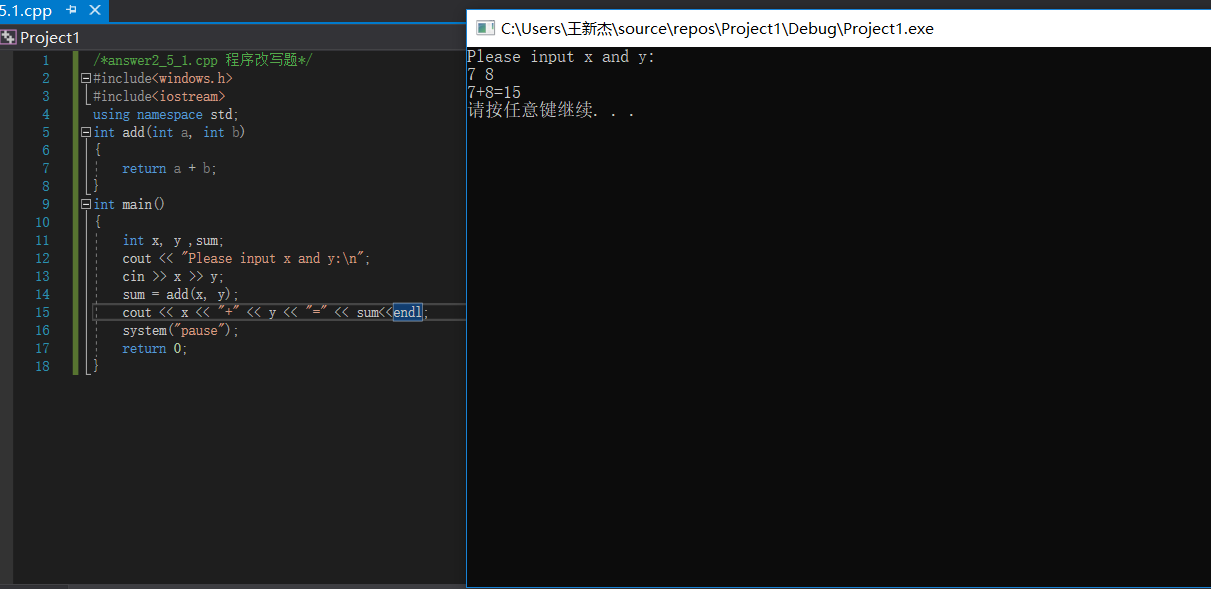 5.1.cpp
Project1
1 /*answer2_5_1.cpp 程序改写题*/
2 #include<windows.h>
3 #include<iostream>
4 using namespace std;
5 int add(int a, int b)
6 {
7 return a + b;
8 }
9 int main()
10 {
11 int x, y ,sum;
12 cout << "Please input x and y:\n";
13 cin >> x >> y;
14 sum = add(x, y);
15 cout << x << "+" << y << "=" << sum<<endl;
16 system("pause");
17 return 0;
18 }
C:\Users\王新杰\source\repos\Project1\Debug\Project1.exe
Please input x and y:
7 8
7+8=15
请按任意键继续. . .